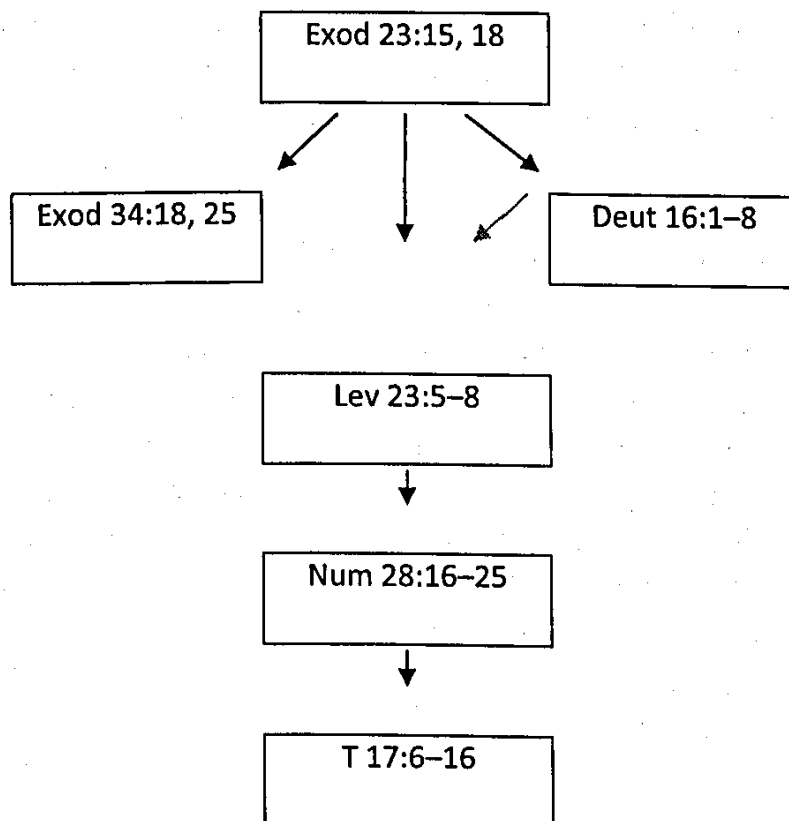 Exod 23:15, 18
Exod 34:18, 25
Deut 16:1–8
Lev 23:5–8
Num 28:16–25
T 17:6–16